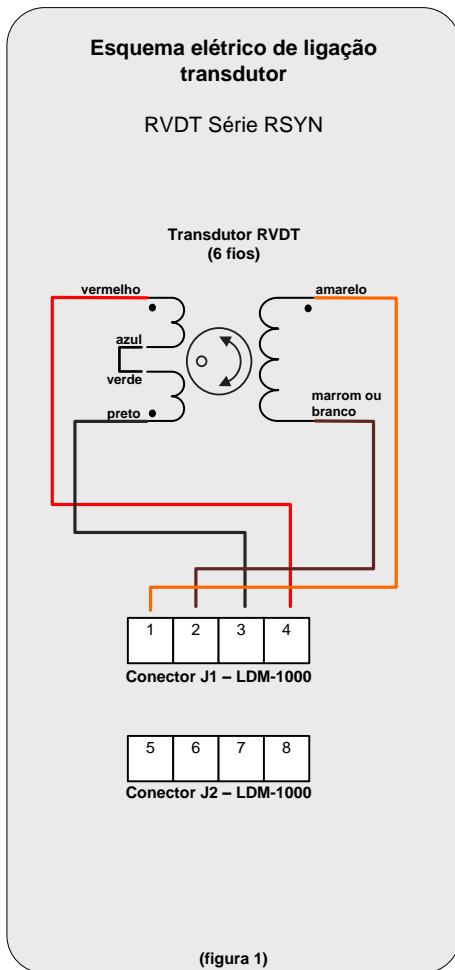 Esquema elétrico de ligação
transdutor
RVDT Série RSYN
Transdutor RVDT
(6 fios)
vermelho
amarelo
azul
verde
preto
marrom ou
branco
1 2 3 4
Conector J1 – LDM-1000
5 6 7 8
Conector J2 – LDM-1000
(figura 1)